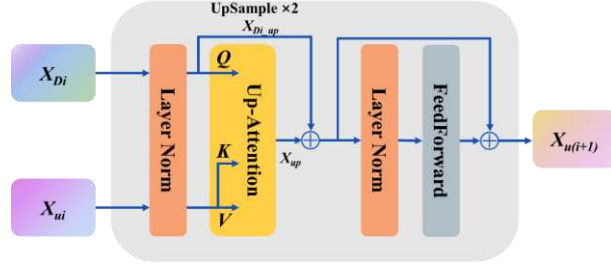 UpSample ×2
X_Di_up
X_Di
Layer Norm
Q
Up-Attention
K
V
X_ui
X_up
Layer Norm
FeedForward
X_u(i+1)